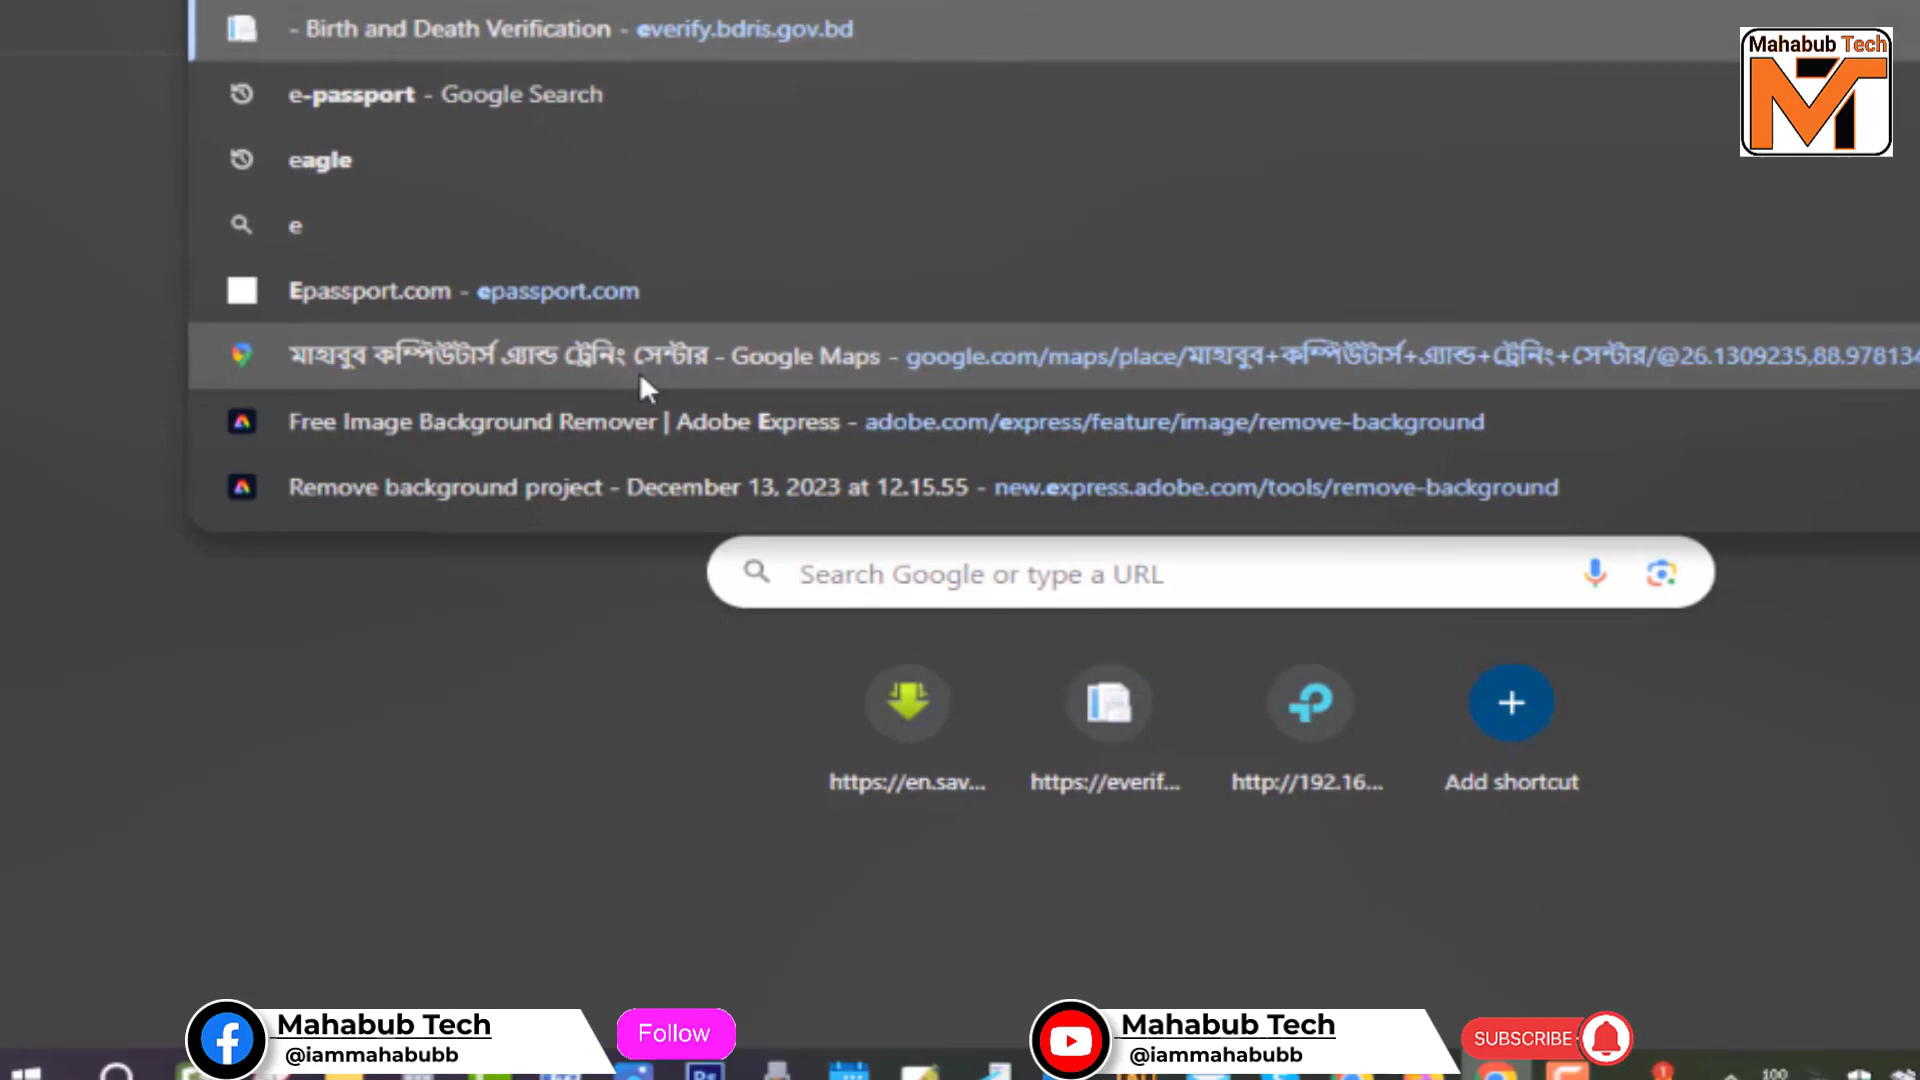 - Birth and Death Verification - everify.bdris.gov.bd
Mahabub Tech
e-passport - Google Search
eagle
e
Epassport.com - epassport.com
মাহাবুব কম্পিউটার্স এ্যান্ড ট্রেনিং সেন্টার - Google Maps - google.com/maps/place/মাহাবুব+কম্পিউটার্স+এ্যান্ড+ট্রেনিং+সেন্টার/@26.1309235,88.978134
Free Image Background Remover | Adobe Express - adobe.com/express/feature/image/remove-background
Remove background project - December 13, 2023 at 12.15.55 - new.express.adobe.com/tools/remove-background
Search Google or type a URL
https://en.sav... https://everif... http://192.16... Add shortcut
Mahabub Tech
@iammahabubb
Follow
Mahabub Tech
@iammahabubb
SUBSCRIBE
Ps
1
100